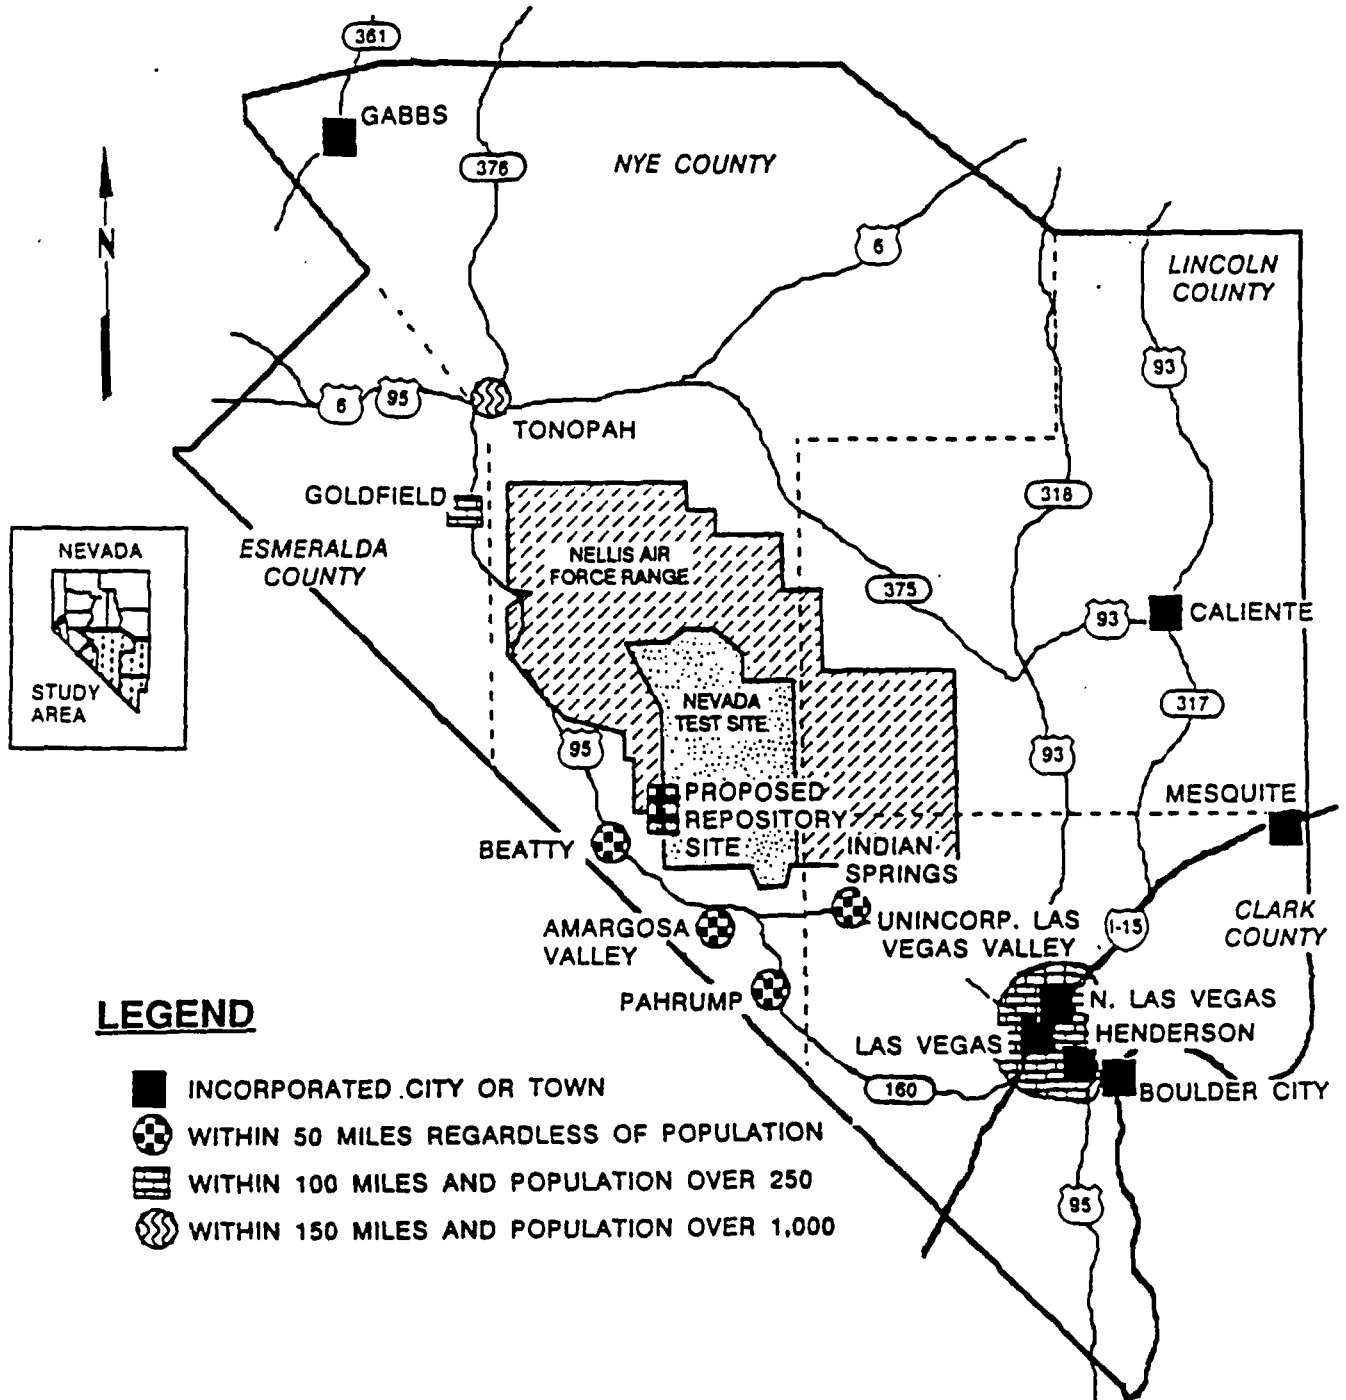 361
GABBS
376
NYE COUNTY
N
6
LINCOLN
COUNTY
93
6
95
TONOPAH
GOLDFIELD
318
ESMERALDA
COUNTY
NELLIS AIR
FORCE RANGE
375
NEVADA
STUDY
AREA
93
CALIENTE
NEVADA
TEST SITE
317
95
93
PROPOSED
REPOSITORY
SITE
MESQUITE
BEATTY
INDIAN
SPRINGS
AMARGOSA
VALLEY
UNINCORP. LAS
VEGAS VALLEY
I-15
CLARK
COUNTY
PAHRUMP
N. LAS VEGAS
HENDERSON
LAS VEGAS
160
BOULDER CITY
95
LEGEND
INCORPORATED CITY OR TOWN
WITHIN 50 MILES REGARDLESS OF POPULATION
WITHIN 100 MILES AND POPULATION OVER 250
WITHIN 150 MILES AND POPULATION OVER 1,000